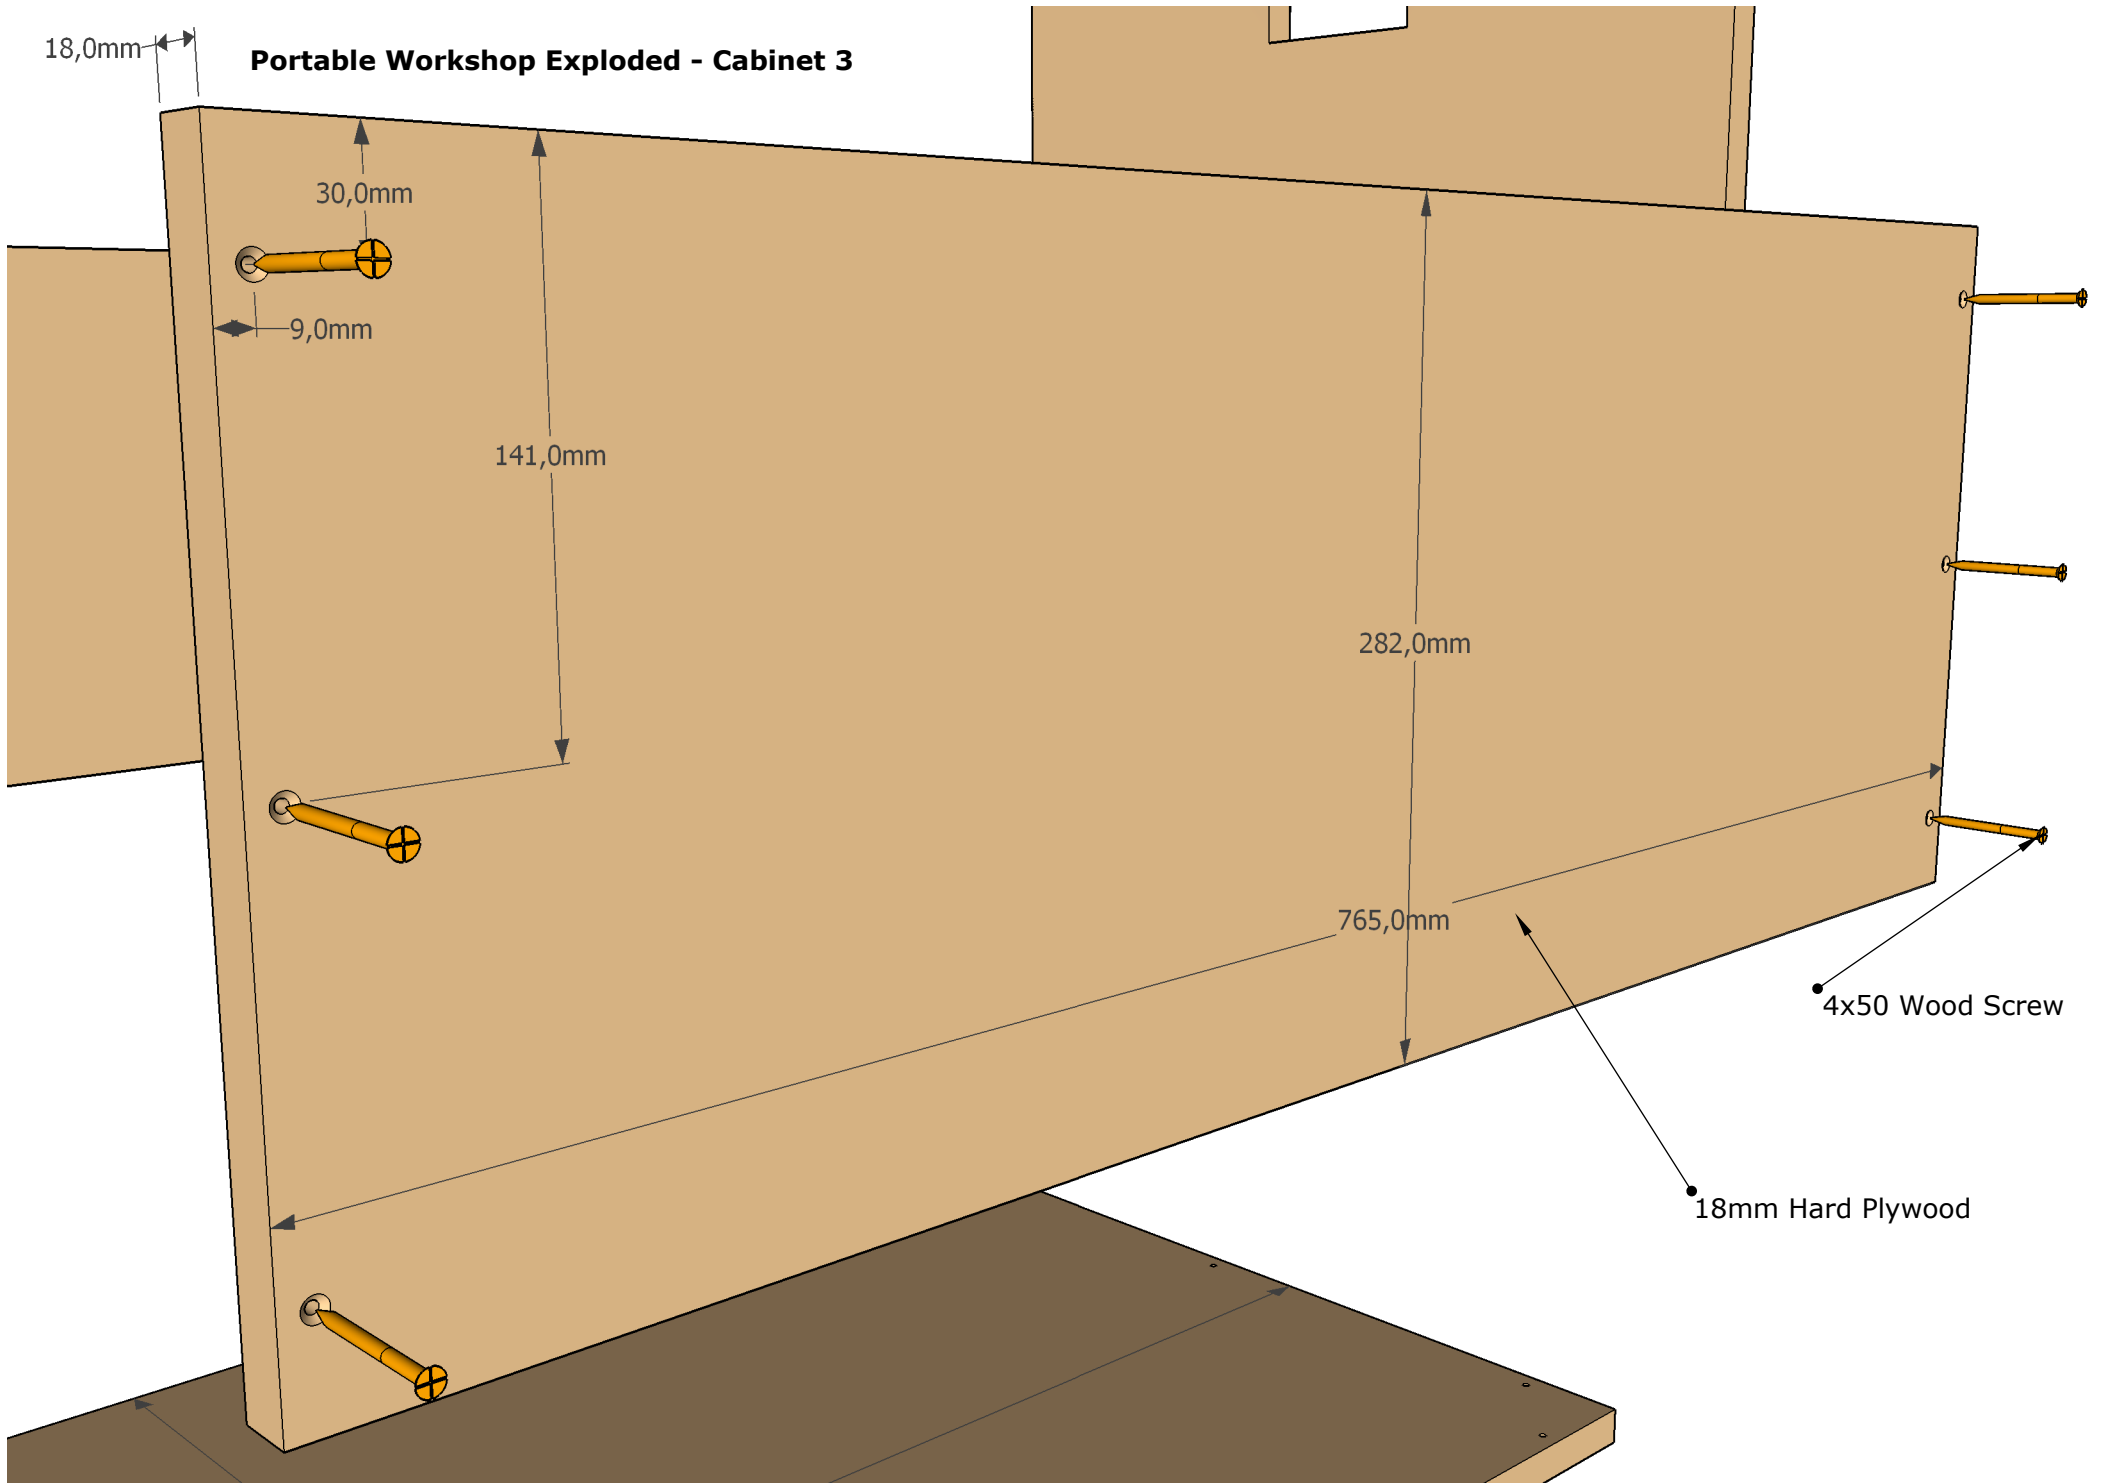 18,0mm
Portable Workshop Exploded - Cabinet 3
30,0mm
9,0mm
141,0mm
282,0mm
765,0mm
4x50 Wood Screw
18mm Hard Plywood